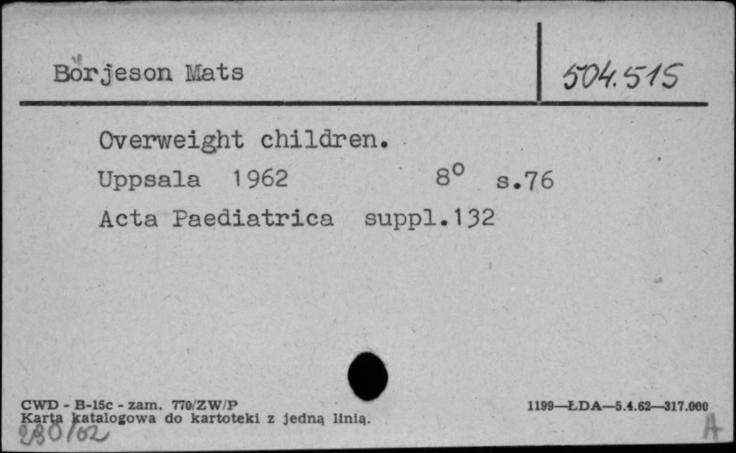 Börjeson Mats 504.515
Overweight children.
Uppsala 1962 8⁰ s.76
Acta Paediatrica suppl.132
CWD - B-15c - zam. 770/ZW/P 1199—ŁDA—5.4.62—317.000
Karta katalogowa do kartoteki z jedną linią.
A